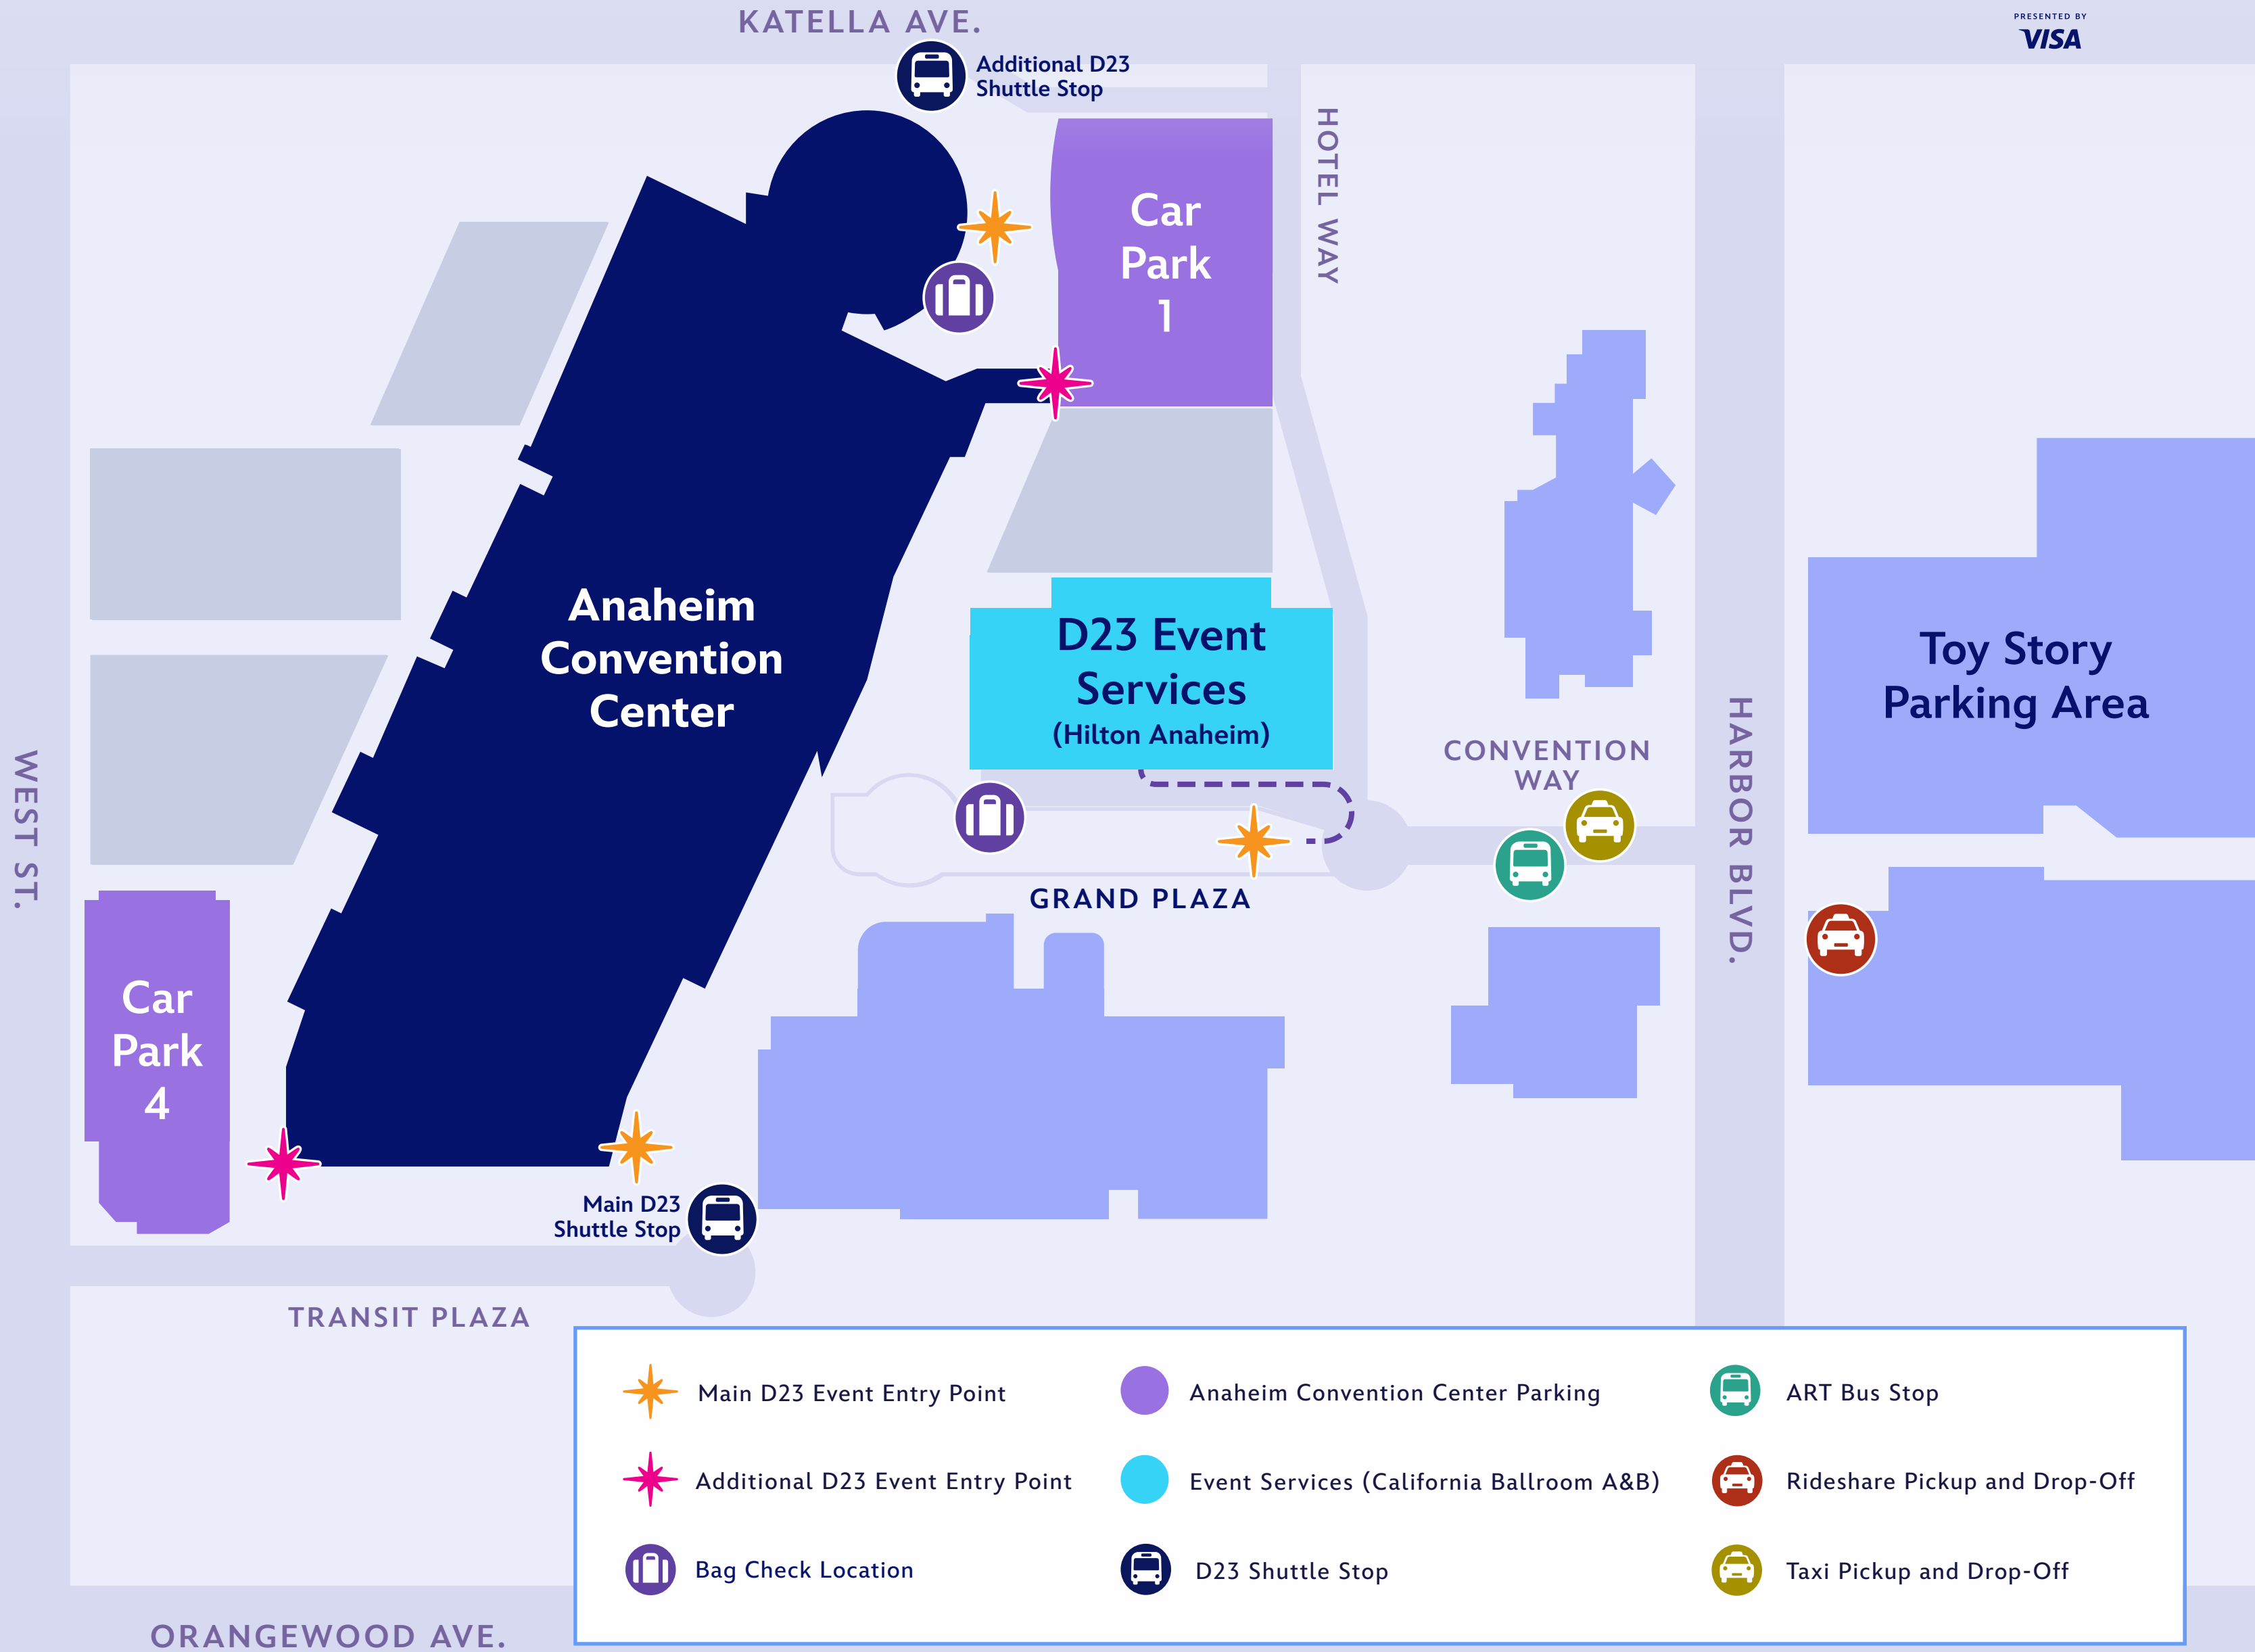 KATELLA AVE.
PRESENTED BY
VISA
Additional D23
Shuttle Stop
HOTEL WAY
Car
Park
1
Anaheim
Convention
Center
D23 Event
Services
(Hilton Anaheim)
Toy Story
Parking Area
CONVENTION
WAY
HARBOR BLVD.
WEST ST.
GRAND PLAZA
Car
Park
4
Main D23
Shuttle Stop
TRANSIT PLAZA
Main D23 Event Entry Point
Additional D23 Event Entry Point
Bag Check Location
Anaheim Convention Center Parking
Event Services (California Ballroom A&B)
D23 Shuttle Stop
ART Bus Stop
Rideshare Pickup and Drop-Off
Taxi Pickup and Drop-Off
ORANGEWOOD AVE.